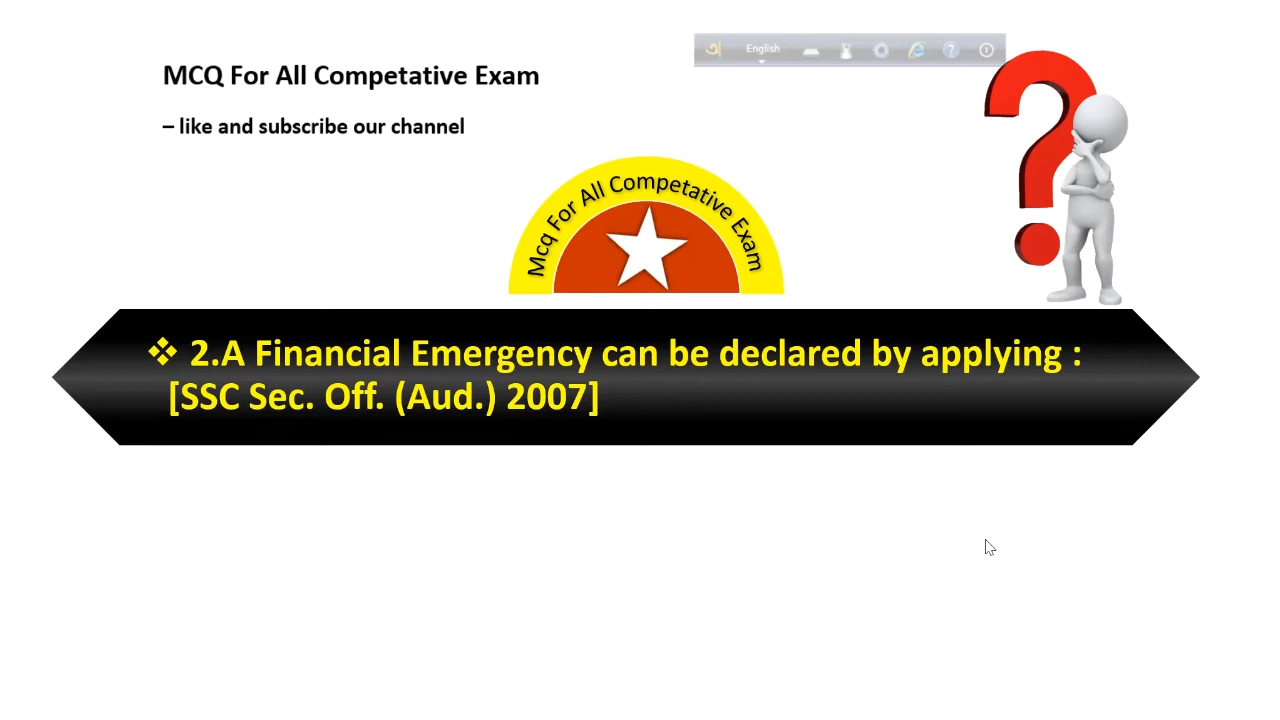 MCQ For All Competative Exam
– like and subscribe our channel
English
Mcq For All Competative Exam
❖ 2.A Financial Emergency can be declared by applying :
[SSC Sec. Off. (Aud.) 2007]